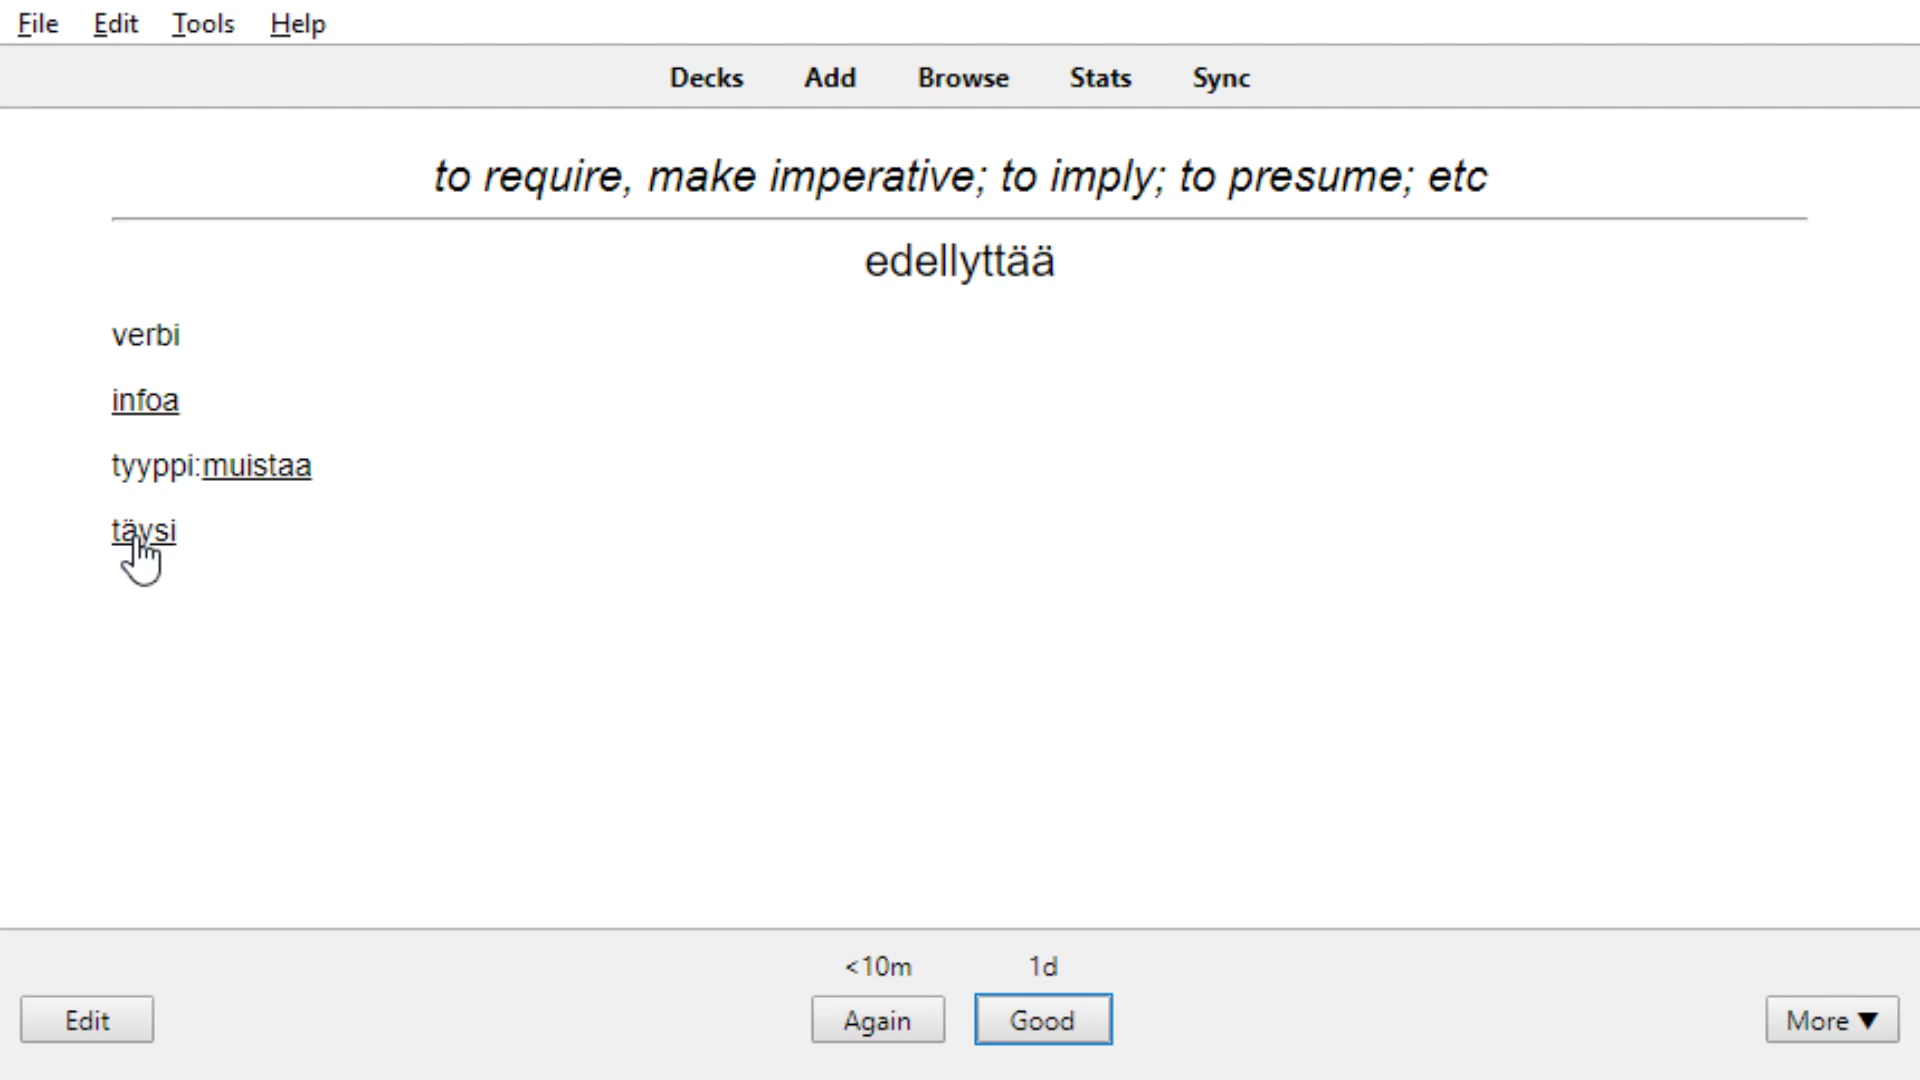 File Edit Tools Help
Decks Add Browse Stats Sync
to require, make imperative; to imply; to presume; etc
edellyttää
verbi
infoa
tyyppi:muistaa
täysi
<10m 1d
Edit Again Good More ▼